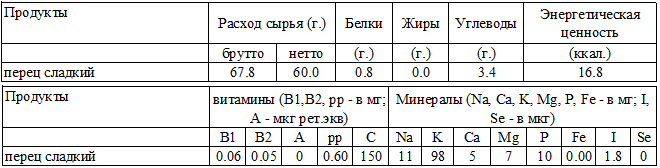 Продукты Расход сырья (г.) Белки Жиры Углеводы Энергетическая ценность
брутто нетто (г.) (г.) (г.) (ккал.)
перец сладкий 67.8 60.0 0.8 0.0 3.4 16.8
Продукты витамины (B1,B2, pp - в мг; А - мкг рет.экв) Минералы (Na, Ca, K, Mg, P, Fe - в мг; I, Se - в мкг)
B1 B2 A pp C Na K Ca Mg P Fe I Se
перец сладкий 0.06 0.05 0 0.60 150 11 98 5 7 10 0.00 1.8 0